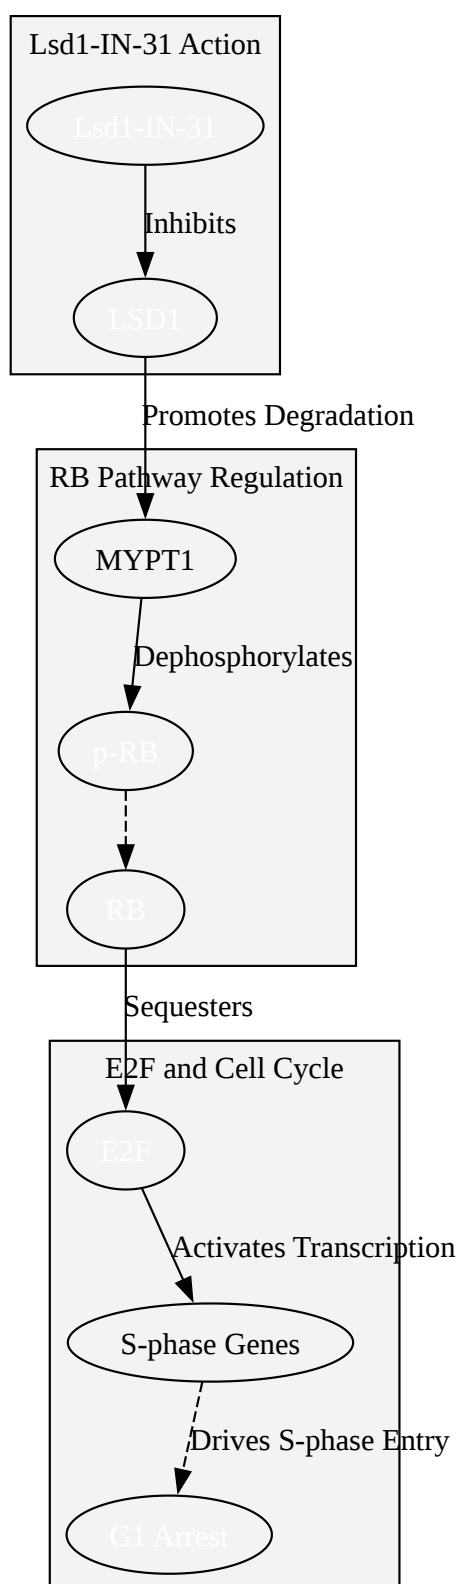 Lsd1-IN-31 Action
Lsd1-IN-31
Inhibits
LSD1
Promotes Degradation
RB Pathway Regulation
MYPT1
Dephosphorylates
p-RB
RB
Sequesters
E2F and Cell Cycle
E2F
Activates Transcription
S-phase Genes
Drives S-phase Entry
G1 Arrest